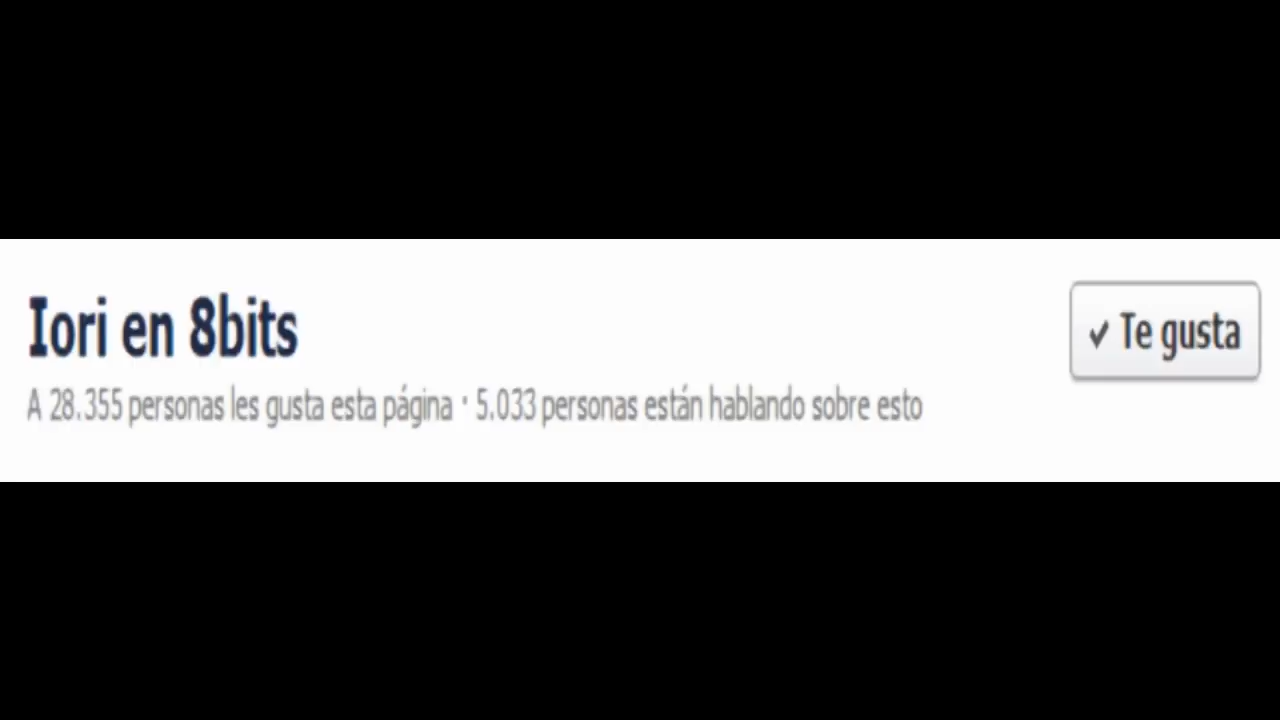 Iori en 8bits
✓ Te gusta
A 28.355 personas les gusta esta página · 5.033 personas están hablando sobre esto